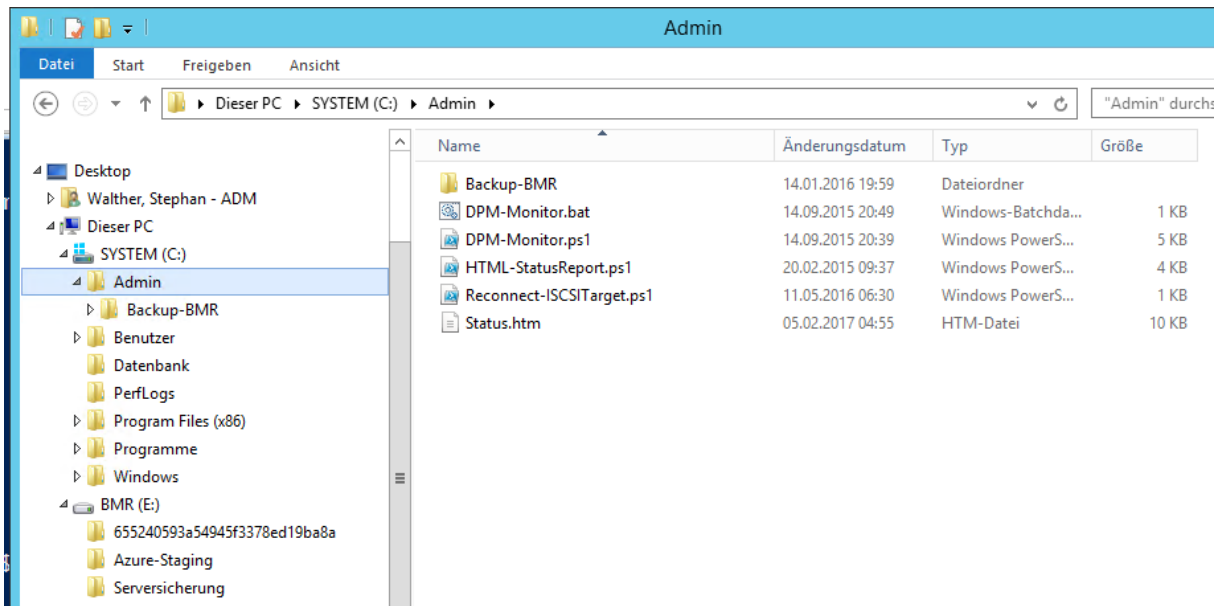 Admin
Datei Start Freigeben Ansicht
Dieser PC SYSTEM (C:) Admin "Admin" durchs
Name Änderungsdatum Typ Größe
Desktop
Walther, Stephan - ADM
Dieser PC
SYSTEM (C:)
Admin
Backup-BMR
Benutzer
Datenbank
PerfLogs
Program Files (x86)
Programme
Windows
BMR (E:)
655240593a54945f3378ed19ba8a
Azure-Staging
Serversicherung
Backup-BMR 14.01.2016 19:59 Dateiordner
DPM-Monitor.bat 14.09.2015 20:49 Windows-Batchda... 1 KB
DPM-Monitor.ps1 14.09.2015 20:39 Windows PowerS... 5 KB
HTML-StatusReport.ps1 20.02.2015 09:37 Windows PowerS... 4 KB
Reconnect-ISCSITarget.ps1 11.05.2016 06:30 Windows PowerS... 1 KB
Status.htm 05.02.2017 04:55 HTM-Datei 10 KB